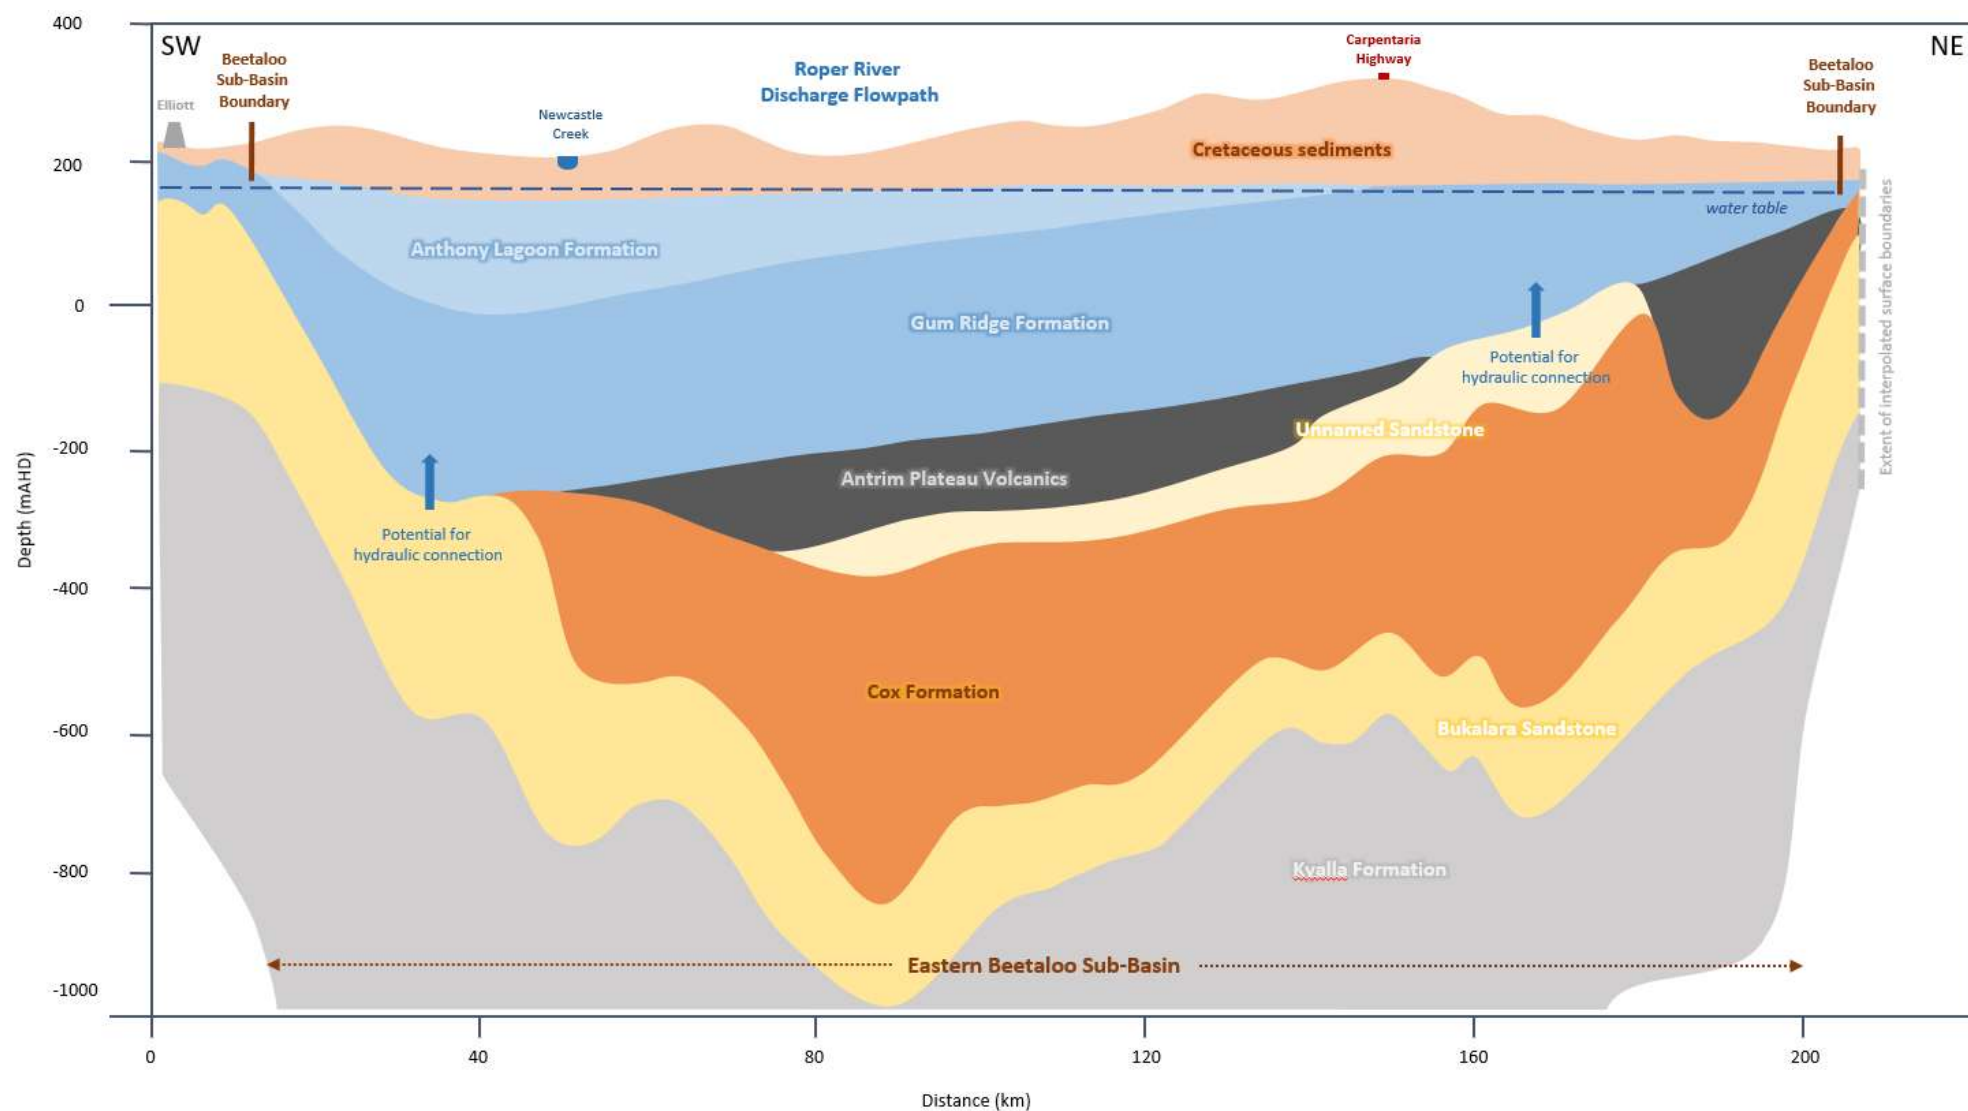 400
SW
NE
Beetaloo
Sub-Basin
Boundary
Elliott
Newcastle
Creek
Roper River
Discharge Flowpath
Carpentaria
Highway
Beetaloo
Sub-Basin
Boundary
Cretaceous sediments
200
water table
Anthony Lagoon Formation
0
Gum Ridge Formation
Potential for
hydraulic connection
Extent of interpolated surface boundaries
Unnamed Sandstone
-200
Antrim Plateau Volcanics
Depth (mAHD)
Potential for
hydraulic connection
-400
Cox Formation
-600
Bukalara Sandstone
-800
Kyalla Formation
Eastern Beetaloo Sub-Basin
-1000
0
40
80
120
160
200
Distance (km)